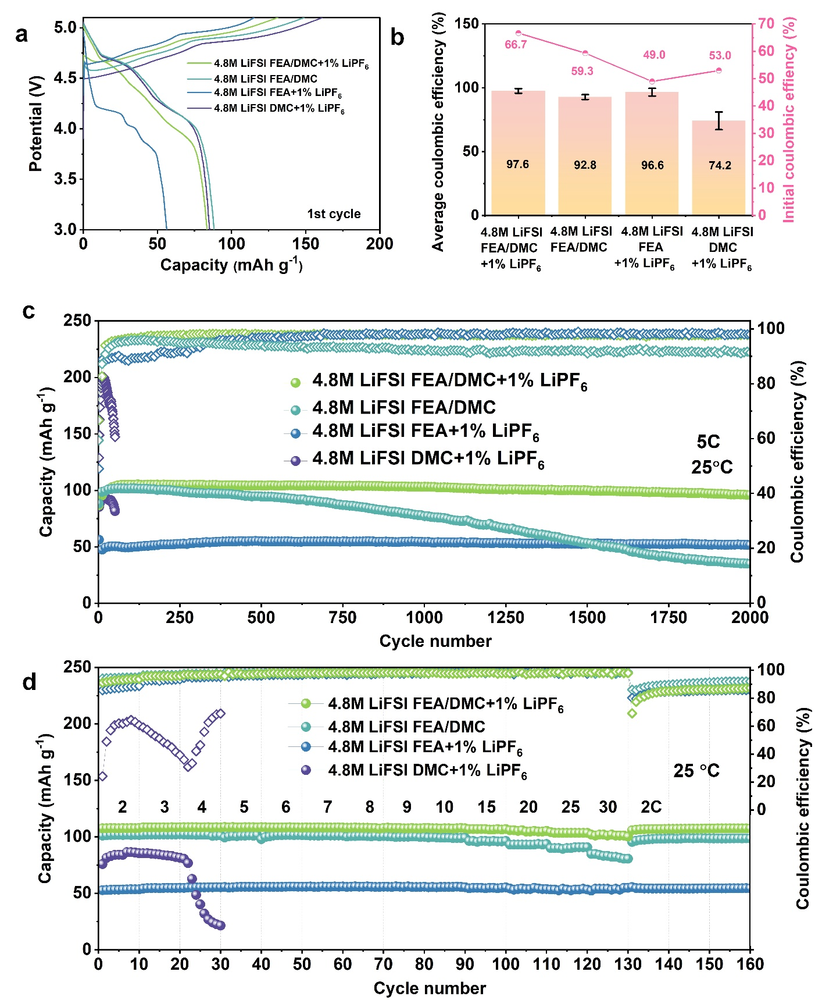 a
5.0
4.5
4.0
3.5
3.0
Potential (V)
4.8M LiFSI FEA/DMC+1% LiPF₆
4.8M LiFSI FEA/DMC
4.8M LiFSI FEA+1% LiPF₆
4.8M LiFSI DMC+1% LiPF₆
1st cycle
0 50 100 150 200
Capacity (mAh g⁻¹)
b
150
100
50
0
Average coulombic efficiency (%)
66.7
59.3
49.0
53.0
97.6
92.8
96.6
74.2
70
60
50
40
30
20
10
0
Initial coulombic effiency (%)
4.8M LiFSI
FEA/DMC
+1% LiPF₆
4.8M LiFSI
FEA/DMC
4.8M LiFSI
FEA
+1% LiPF₆
4.8M LiFSI
DMC
+1% LiPF₆
c
250
200
150
100
50
0
Capacity (mAh g⁻¹)
4.8M LiFSI FEA/DMC+1% LiPF₆
4.8M LiFSI FEA/DMC
4.8M LiFSI FEA+1% LiPF₆
4.8M LiFSI DMC+1% LiPF₆
5C
25°C
100
80
60
40
20
0
Coulombic efficiency (%)
0 250 500 750 1000 1250 1500 1750 2000
Cycle number
d
250
200
150
100
50
0
Capacity (mAh g⁻¹)
4.8M LiFSI FEA/DMC+1% LiPF₆
4.8M LiFSI FEA/DMC
4.8M LiFSI FEA+1% LiPF₆
4.8M LiFSI DMC+1% LiPF₆
25 °C
2 3 4 5 6 7 8 9 10 15 20 25 30 2C
100
80
60
40
20
0
Coulombic efficiency (%)
0 10 20 30 40 50 60 70 80 90 100 110 120 130 140 150 160
Cycle number